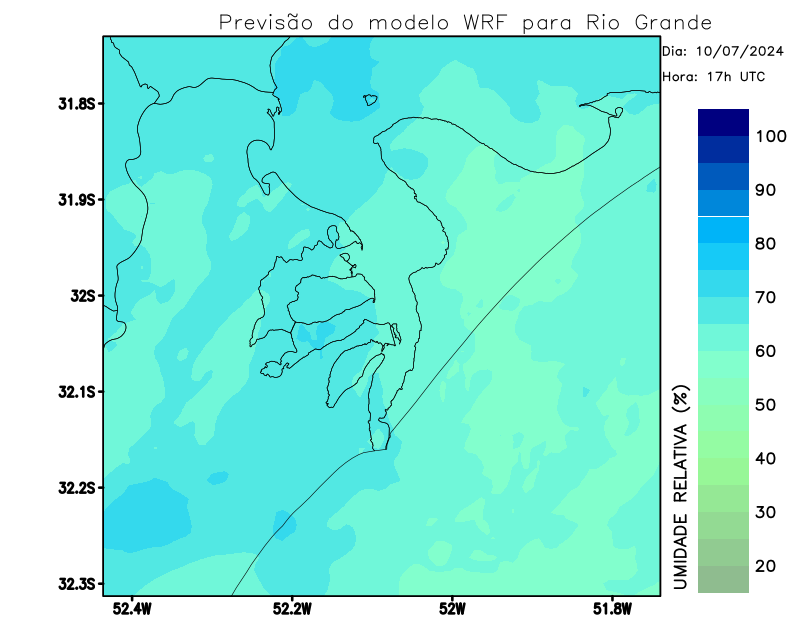 Previsão do modelo WRF para Rio Grande
Dia: 10/07/2024
Hora: 17h UTC
31.8S
31.9S
32S
32.1S
32.2S
32.3S
52.4W
52.2W
52W
51.8W
100
90
80
70
60
50
40
30
20
UMIDADE RELATIVA (%)